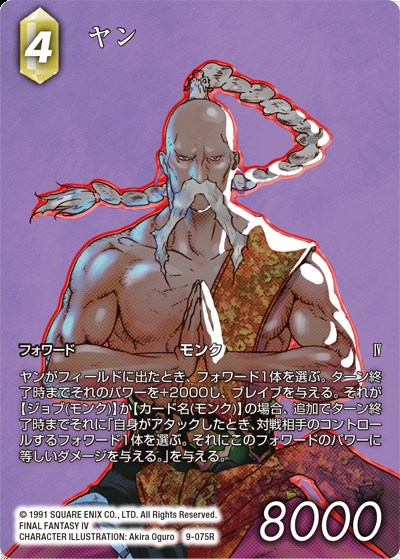 4
ヤン
フォワード モンク Ⅳ
ヤンがフィールドに出たとき、フォワード1体を選ぶ。ターン終
了時までそれのパワーを+2000し、ブレイブを与える。それが
【ジョブ(モンク)】か【カード名(モンク)】の場合、追加でターン終
了時までそれに「自身がアタックしたとき、対戦相手のコントロ
ールするフォワード1体を選ぶ。それにこのフォワードのパワーに
等しいダメージを与える。」を与える。
© 1991 SQUARE ENIX CO., LTD. All Rights Reserved.
FINAL FANTASY IV
CHARACTER ILLUSTRATION: Akira Oguro 9-075R
8000